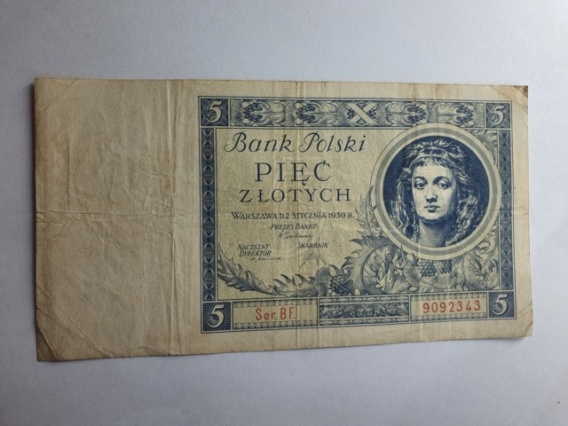 5 5
Bank Polski
PIĘĆ
ZŁOTYCH
WARSZAWA D. 2 STYCZNIA 1930 R.
PREZES BANKU
NACZELNY SKARBNIK
DYREKTOR
5 Ser. BF. 9092343 5